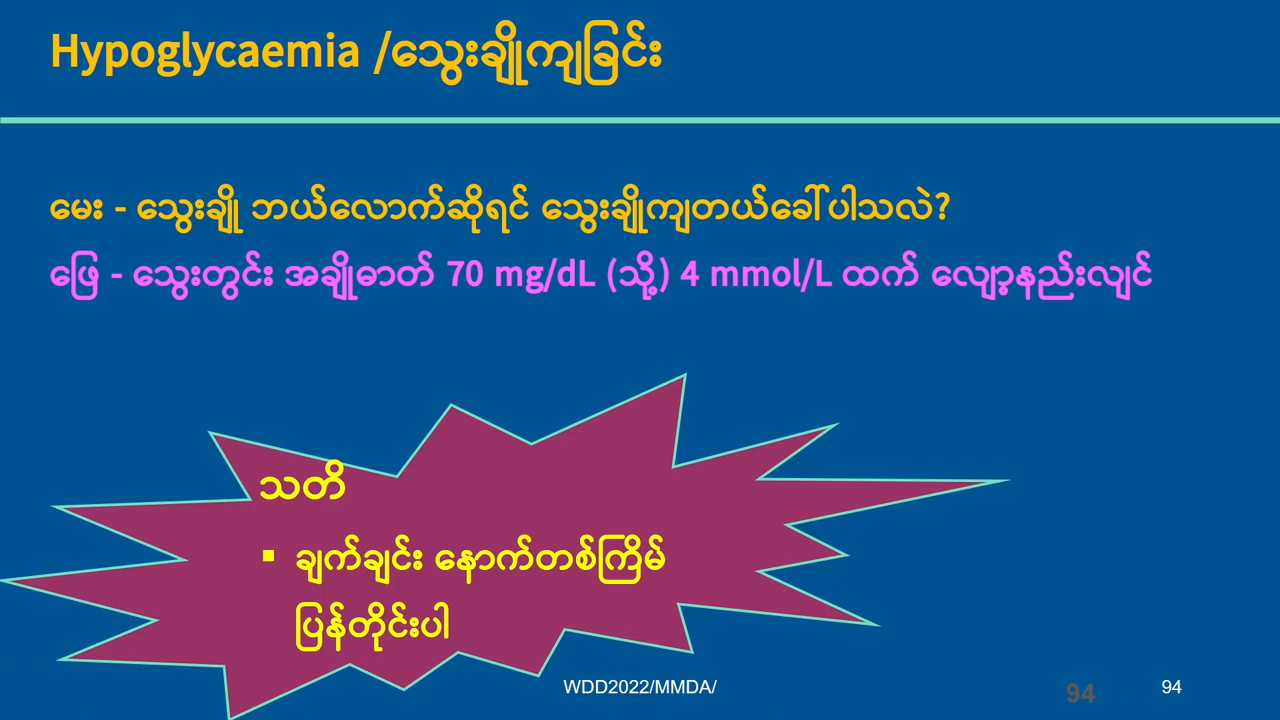 Hypoglycaemia /သွေးချိုကျခြင်း
မေး - သွေးချို ဘယ်လောက်ဆိုရင် သွေးချိုကျတယ်ခေါ်ပါသလဲ?
ဖြေ - သွေးတွင်း အချိုဓာတ် 70 mg/dL (သို့) 4 mmol/L ထက် လျော့နည်းလျင်
သတိ
▪ ချက်ချင်း နောက်တစ်ကြိမ်
ပြန်တိုင်းပါ
WDD2022/MMDA/
94
94